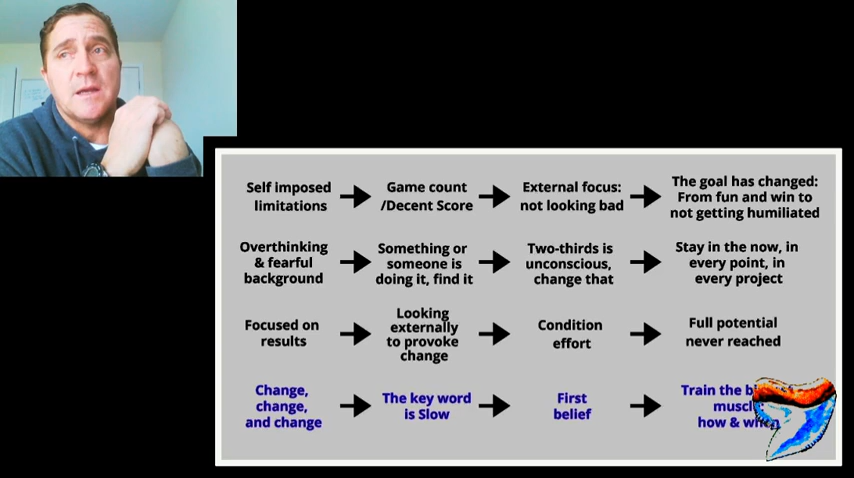 Self imposed
limitations
Game count
/Decent Score
External focus:
not looking bad
The goal has changed:
From fun and win to
not getting humiliated
Overthinking
& fearful
background
Something or
someone is
doing it, find it
Two-thirds is
unconscious,
change that
Stay in the now, in
every point, in
every project
Focused on
results
Looking
externally
to provoke
change
Condition
effort
Full potential
never reached
Change,
change,
and change
The key word
is Slow
First
belief
Train the
how &